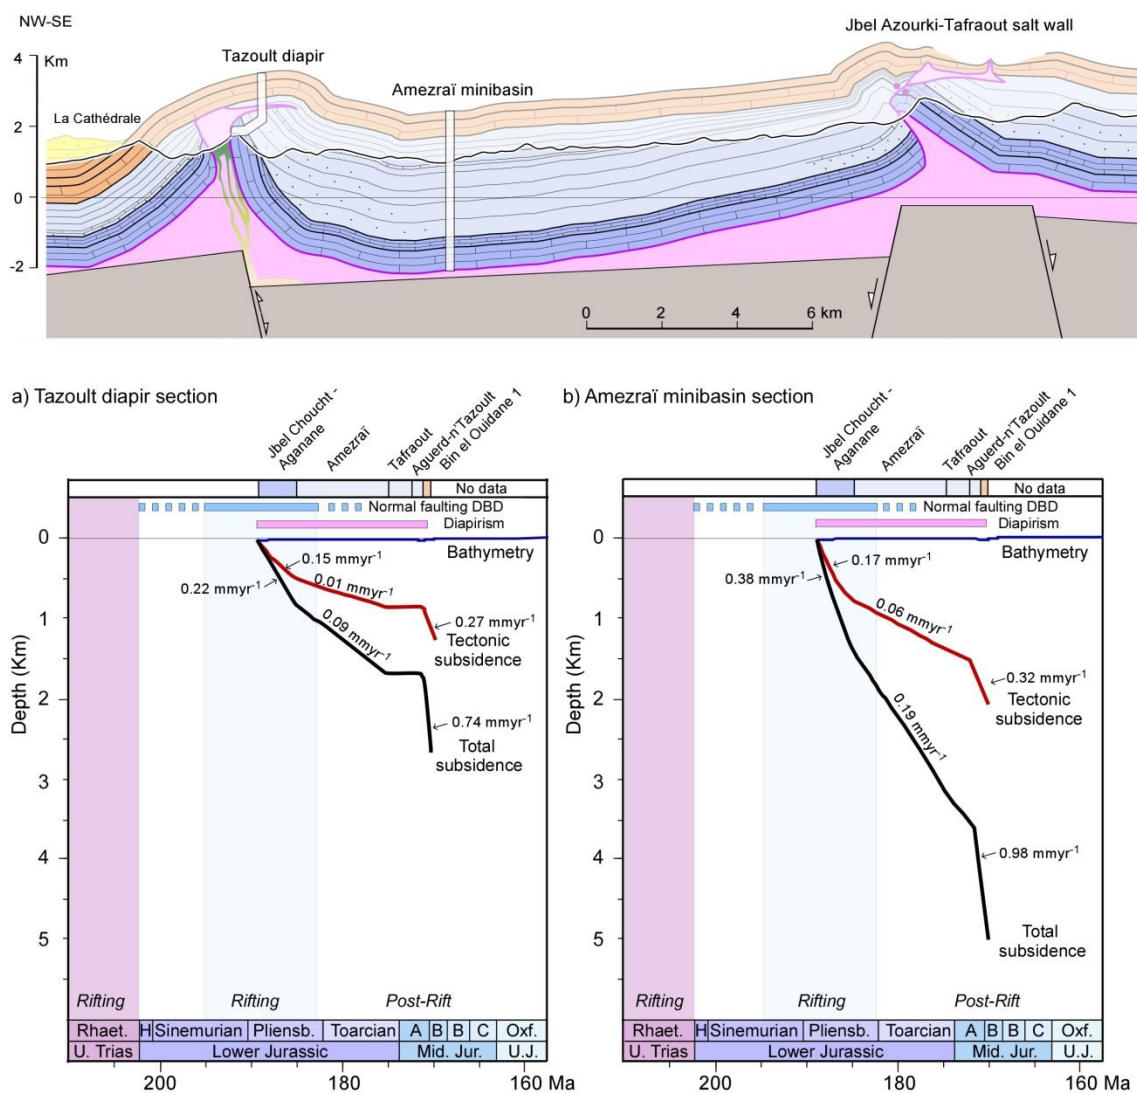 NW-SE
Jbel Azourki-Tafraout salt wall
Tazoult diapir
Amezraï minibasin
La Cathédrale
4 Km
2
0
-2
0 2 4 6 km
a) Tazoult diapir section
Jbel Choucht -
Aganane
Amezraï
Tafraout
Aguerd-n'Tazoult
Bin el Ouidane 1
No data
Normal faulting DBD
Diapirism
Bathymetry
0.15 mmyr-1
0.22 mmyr-1
0.01 mmyr-1
0.09 mmyr-1
0.27 mmyr-1
Tectonic
subsidence
0.74 mmyr-1
Total
subsidence
Depth (Km)
0
1
2
3
4
5
Rifting Rifting Post-Rift
Rhaet. H Sinemurian Pliensb. Toarcian A B B C Oxf.
U. Trias Lower Jurassic Mid. Jur. U.J.
200 180 160 Ma
b) Amezraï minibasin section
Jbel Choucht -
Aganane
Amezraï
Tafraout
Aguerd-n'Tazoult
Bin el Ouidane 1
No data
Normal faulting DBD
Diapirism
Bathymetry
0.17 mmyr-1
0.38 mmyr-1
0.06 mmyr-1
0.19 mmyr-1
0.32 mmyr-1
Tectonic
subsidence
0.98 mmyr-1
Total
subsidence
Depth (Km)
0
1
2
3
4
5
Rifting Rifting Post-Rift
Rhaet. H Sinemurian Pliensb. Toarcian A B B C Oxf.
U. Trias Lower Jurassic Mid. Jur. U.J.
200 180 160 Ma